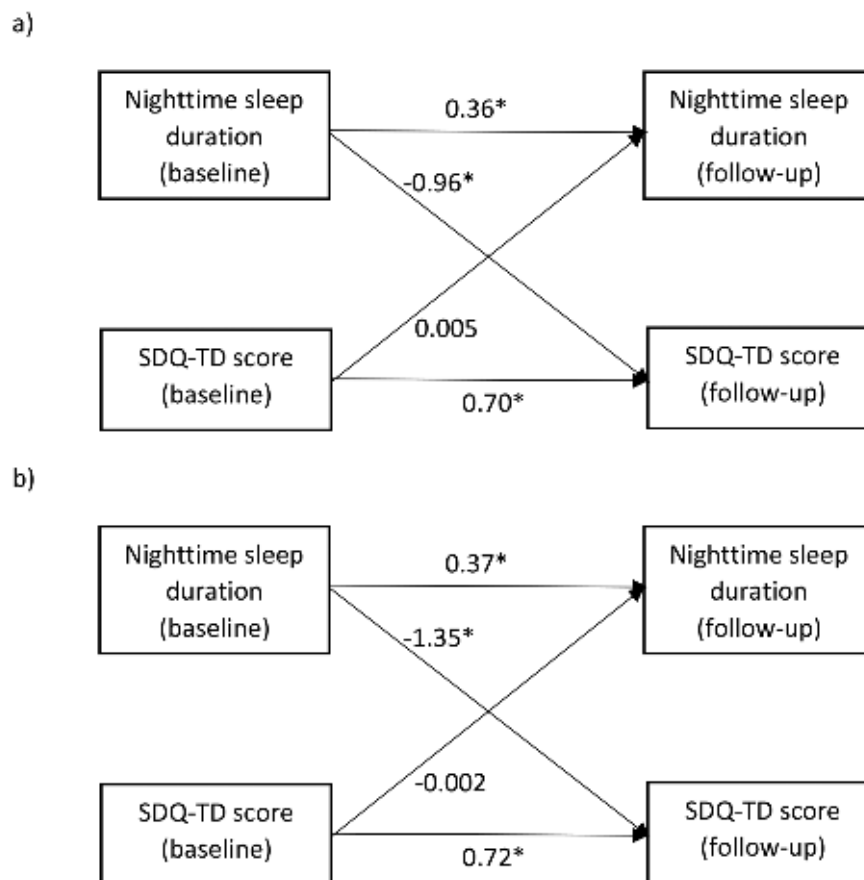 a)
Nighttime sleep
duration
(baseline)
0.36*
Nighttime sleep
duration
(follow-up)
-0.96*
0.005
SDQ-TD score
(baseline)
0.70*
SDQ-TD score
(follow-up)
b)
Nighttime sleep
duration
(baseline)
0.37*
Nighttime sleep
duration
(follow-up)
-1.35*
-0.002
SDQ-TD score
(baseline)
0.72*
SDQ-TD score
(follow-up)